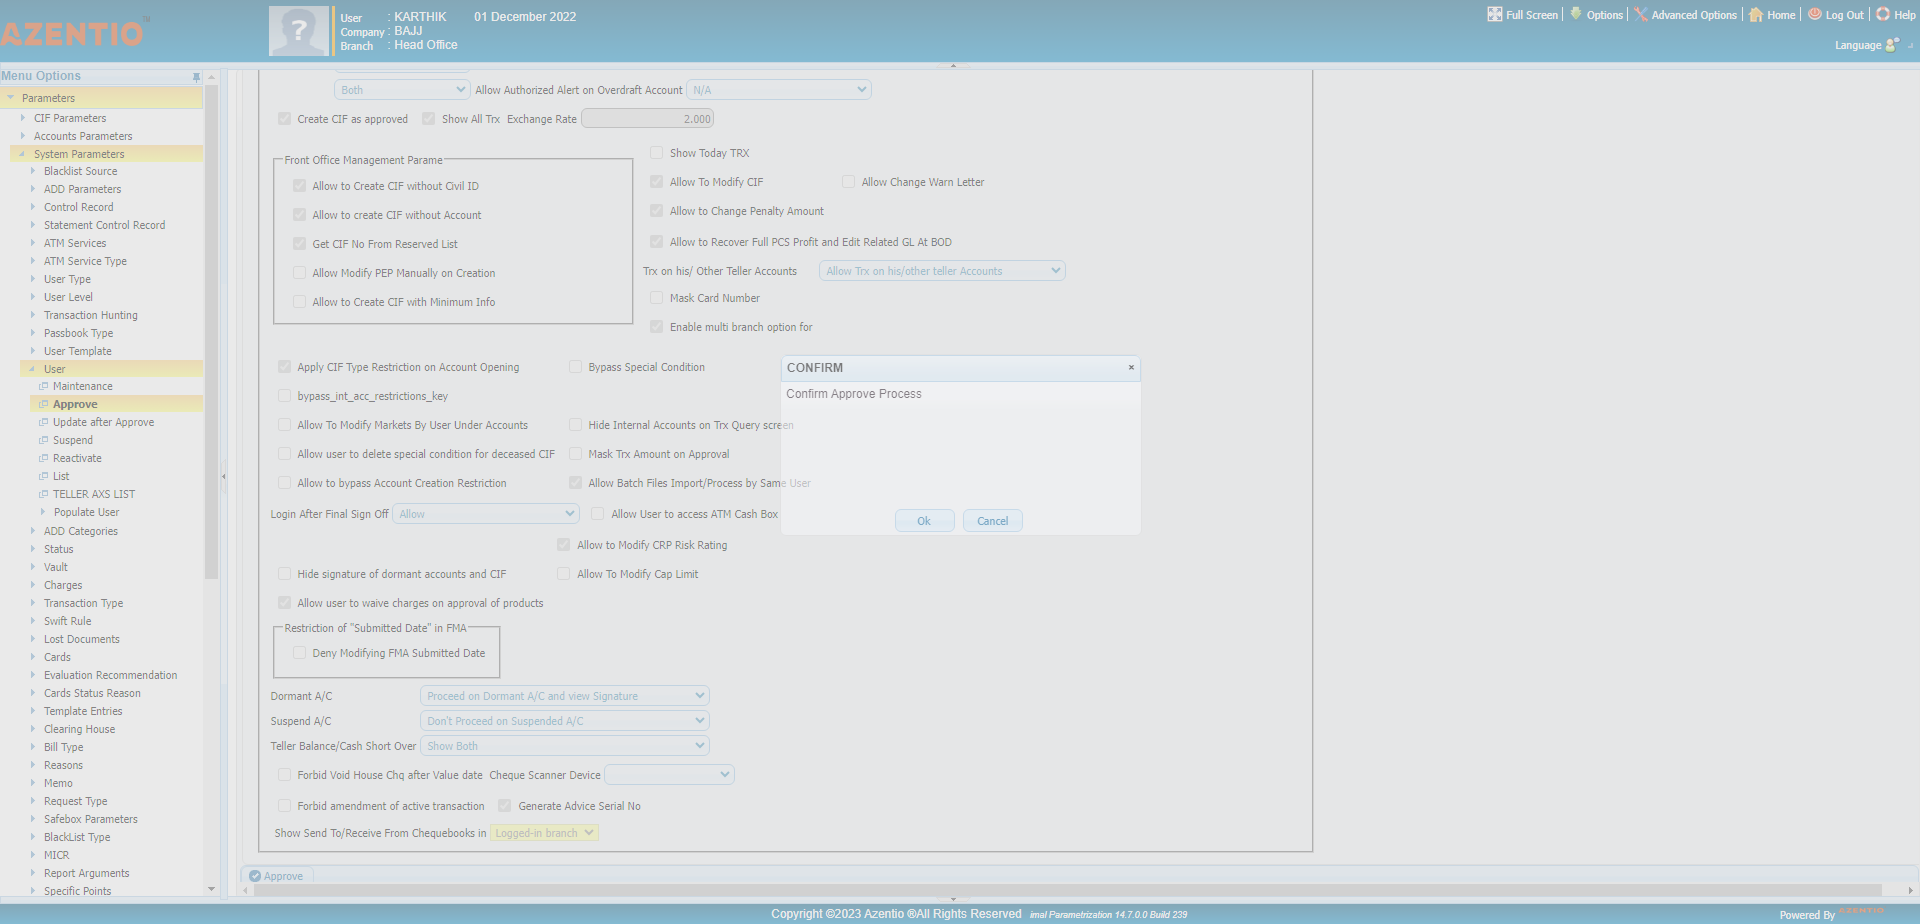 AZENTIO
User : KARTHIK 01 December 2022
Company : BAJJ
Branch : Head Office
Full Screen Options Advanced Options Home Log Out Help
Language
Menu Options
Parameters
CIF Parameters
Accounts Parameters
System Parameters
Blacklist Source
ADD Parameters
Control Record
Statement Control Record
ATM Services
ATM Service Type
User Type
User Level
Transaction Hunting
Passbook Type
User Template
User
Maintenance
Approve
Update after Approve
Suspend
Reactivate
List
TELLER AXS LIST
Populate User
ADD Categories
Status
Vault
Charges
Transaction Type
Swift Rule
Lost Documents
Cards
Evaluation Recommendation
Cards Status Reason
Template Entries
Clearing House
Bill Type
Reasons
Memo
Request Type
Safebox Parameters
BlackList Type
MICR
Report Arguments
Specific Points
Both Allow Authorized Alert on Overdraft Account N/A
Create CIF as approved Show All Trx Exchange Rate 2.000
Front Office Management Parame
Allow to Create CIF without Civil ID
Allow to create CIF without Account
Get CIF No From Reserved List
Allow Modify PEP Manually on Creation
Allow to Create CIF with Minimum Info
Show Today TRX
Allow To Modify CIF Allow Change Warn Letter
Allow to Change Penalty Amount
Allow to Recover Full PCS Profit and Edit Related GL At BOD
Trx on his/ Other Teller Accounts Allow Trx on his/other teller Accounts
Mask Card Number
Enable multi branch option for
Apply CIF Type Restriction on Account Opening Bypass Special Condition
bypass_int_acc_restrictions_key
Allow To Modify Markets By User Under Accounts Hide Internal Accounts on Trx Query screen
Allow user to delete special condition for deceased CIF Mask Trx Amount on Approval
Allow to bypass Account Creation Restriction Allow Batch Files Import/Process by Same User
Login After Final Sign Off Allow Allow User to access ATM Cash Box
Allow to Modify CRP Risk Rating
Hide signature of dormant accounts and CIF Allow To Modify Cap Limit
Allow user to waive charges on approval of products
Restriction of "Submitted Date" in FMA
Deny Modifying FMA Submitted Date
Dormant A/C Proceed on Dormant A/C and view Signature
Suspend A/C Don't Proceed on Suspended A/C
Teller Balance/Cash Short Over Show Both
Forbid Void House Chq after Value date Cheque Scanner Device
Forbid amendment of active transaction Generate Advice Serial No
Show Send To/Receive From Chequebooks in Logged-in branch
CONFIRM
Confirm Approve Process
Ok Cancel
Approve
Copyright ©2023 Azentio ®All Rights Reserved imal Parametrization 14.7.0.0 Build 239
Powered By AZENTIO